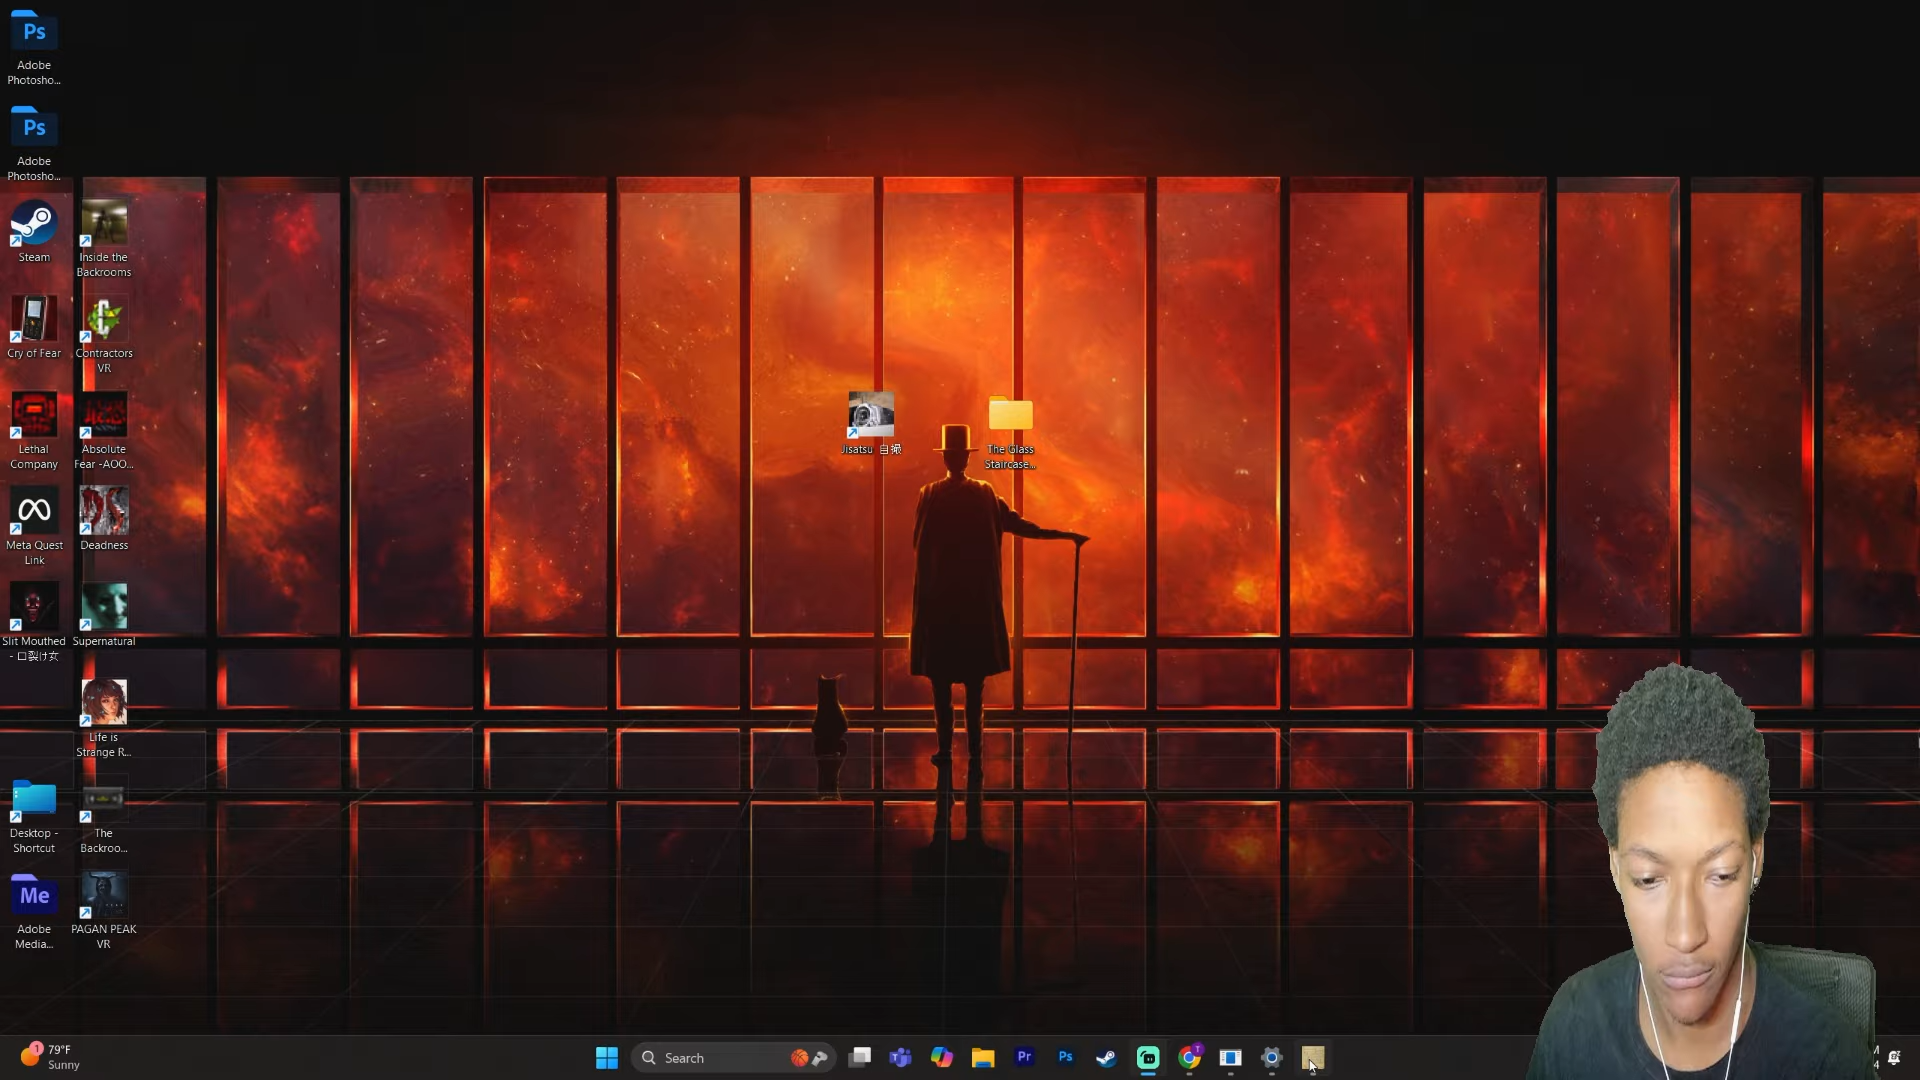 Ps
Adobe
Photosho...
Ps
Adobe
Photosho...
Steam
Inside the
Backrooms
Cry of Fear
Contractors
VR
Lethal
Company
Absolute
Fear -AOO...
Meta Quest
Link
Deadness
Slit Mouthed
- 口裂け女
Supernatural
Life is
Strange R...
Desktop -
Shortcut
The
Backroo...
Me
Adobe
Media...
PAGAN PEAK
VR
Jisatsu 自撮
The Glass
Staircase...
1
79°F
Sunny
Search
Pr
Ps
T